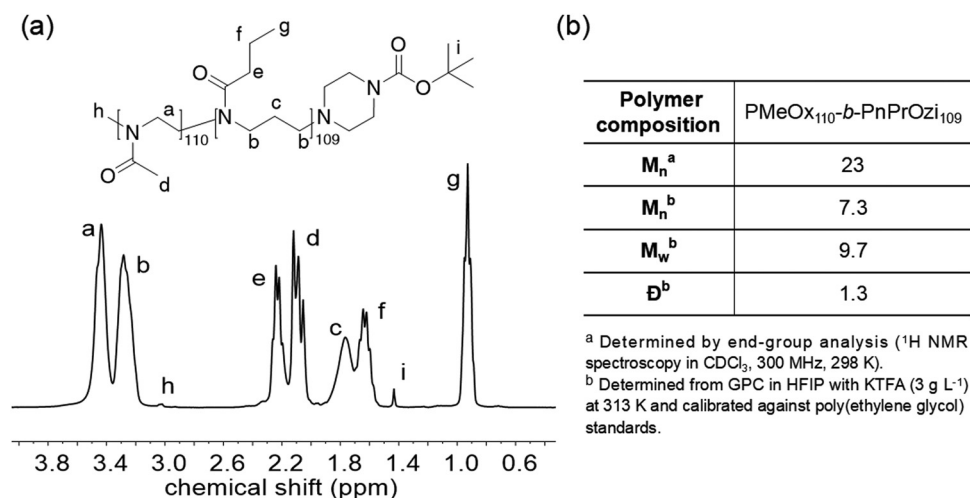 (a)
g
f
i
O
O
e
N
O
h
a
c
N
N
N
110
b
b
109
O
d
g
a
d
b
e
f
c
h
i
3.8 3.4 3.0 2.6 2.2 1.8 1.4 1.0 0.6
chemical shift (ppm)
(b)
Polymer composition PMeOx110-b-PnPrOzi109
Mnᵃ 23
Mnᵇ 7.3
Mwᵇ 9.7
Đᵇ 1.3
a Determined by end-group analysis (¹H NMR
spectroscopy in CDCl₃, 300 MHz, 298 K).
b Determined from GPC in HFIP with KTFA (3 g L⁻¹)
at 313 K and calibrated against poly(ethylene glycol)
standards.